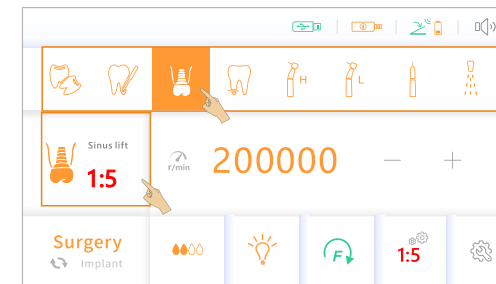 H
L
Sinus lift
1:5
r/min
200000
Surgery
Implant
F
1:5